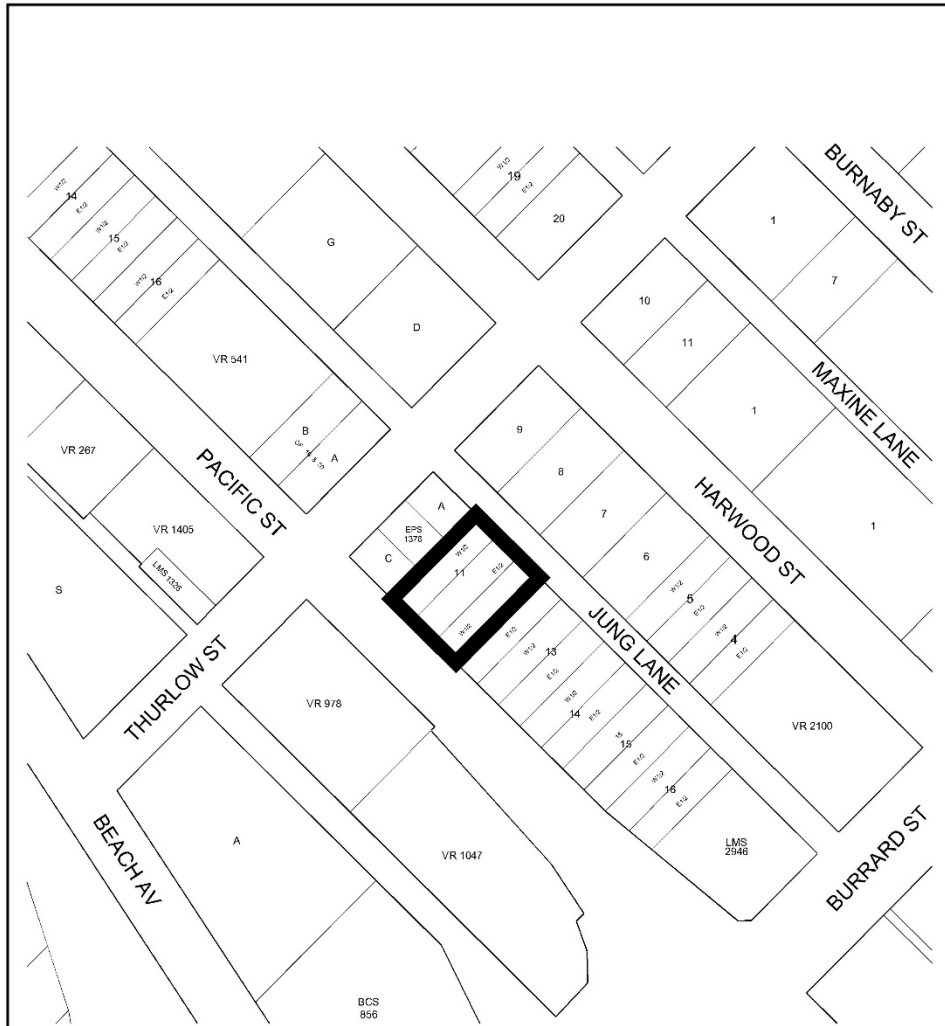 BURNABY ST
W1/2
14
E1/2
W1/2
15
E1/2
W1/2
16
E1/2
VR 541
G
D
W1/2
19
E1/2
20
1
7
10
11
1
1
MAXINE LANE
HARWOOD ST
B
A
VR 267
PACIFIC ST
VR 1405
LMS 1326
S
THURLOW ST
9
8
7
6
W1/2
5
E1/2
W1/2
4
E1/2
VR 2100
A
EPS
1378
C
W1/2
11
E1/2
W1/2
JUNG LANE
E1/2
W1/2
13
E1/2
W1/2
14
E1/2
15
E1/2
W1/2
16
E1/2
LMS
2946
BURRARD ST
VR 978
VR 1047
BEACH AV
A
BCS
856